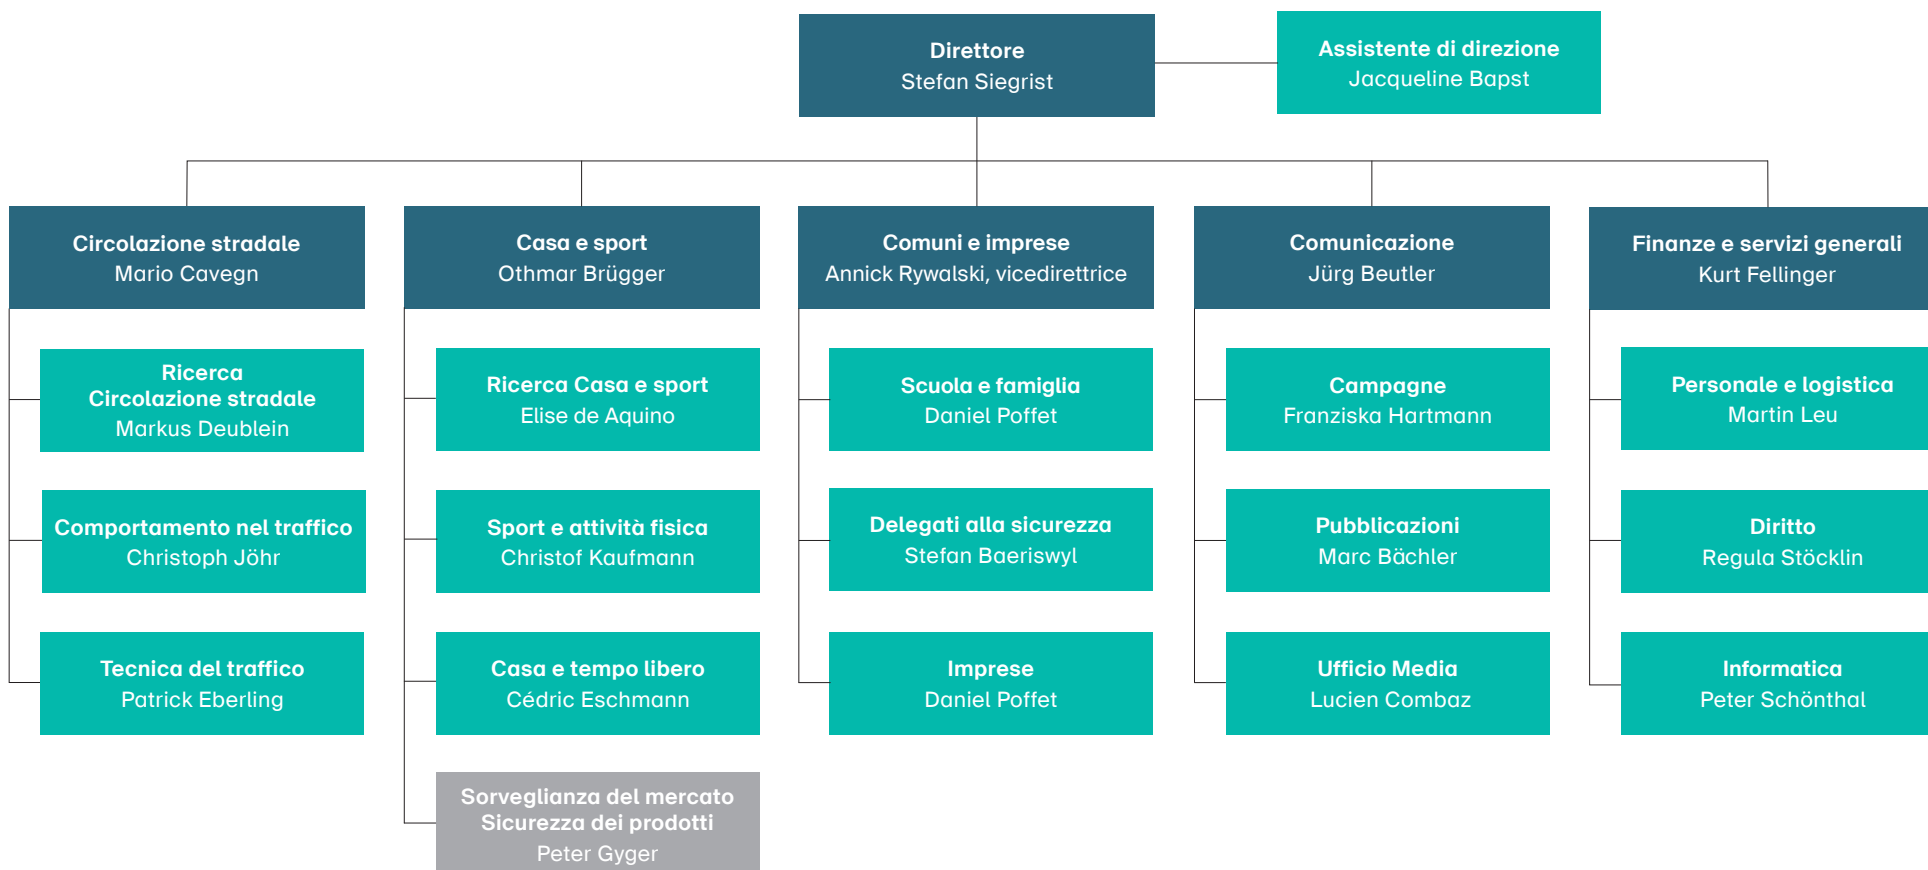 Direttore
Stefan Siegrist
Assistente di direzione
Jacqueline Bapst
Circolazione stradale
Mario Cavegn
Casa e sport
Othmar Brügger
Comuni e imprese
Annick Rywalski, vicedirettrice
Comunicazione
Jürg Beutler
Finanze e servizi generali
Kurt Fellinger
Ricerca
Circolazione stradale
Markus Deublein
Ricerca Casa e sport
Elise de Aquino
Scuola e famiglia
Daniel Poffet
Campagne
Franziska Hartmann
Personale e logistica
Martin Leu
Comportamento nel traffico
Christoph Jöhr
Sport e attività fisica
Christof Kaufmann
Delegati alla sicurezza
Stefan Baeriswyl
Pubblicazioni
Marc Bächler
Diritto
Regula Stöcklin
Tecnica del traffico
Patrick Eberling
Casa e tempo libero
Cédric Eschmann
Imprese
Daniel Poffet
Ufficio Media
Lucien Combaz
Informatica
Peter Schönthal
Sorveglianza del mercato
Sicurezza dei prodotti
Peter Gyger